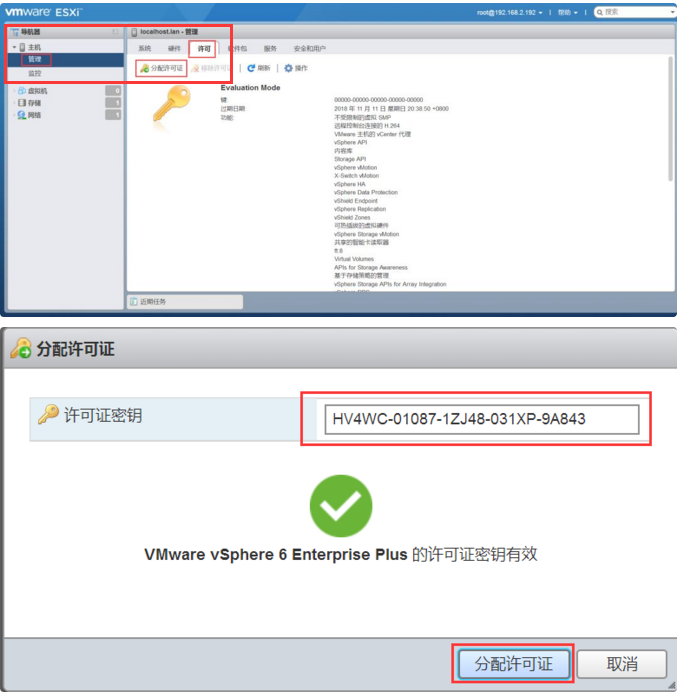 vmware ESXi
root@192.168.2.192 | 帮助 | 搜索
导航器
localhost.lan - 管理
主机
管理
监控
虚拟机 0
存储 1
网络 1
系统 硬件 许可 软件包 服务 安全和用户
分配许可证 移除许可证 | 刷新 | 操作
Evaluation Mode
键: 00000-00000-00000-00000-00000
过期日期: 2018 年 11 月 11 日 星期日 20:38:50 +0800
功能: 不受限制的虚拟 SMP
远程控制台连接的 H.264
VMware 主机的 vCenter 代理
vSphere API
内容库
Storage API
vSphere vMotion
X-Switch vMotion
vSphere HA
vSphere Data Protection
vShield Endpoint
vSphere Replication
vShield Zones
可热插拔的虚拟硬件
vSphere Storage vMotion
共享的智能卡读取器
Virtual Volumes
APIs for Storage Awareness
基于存储策略的管理
vSphere Storage APIs for Array Integration
近期任务
分配许可证
许可证密钥 HV4WC-01087-1ZJ48-031XP-9A843
VMware vSphere 6 Enterprise Plus 的许可证密钥有效
分配许可证 取消